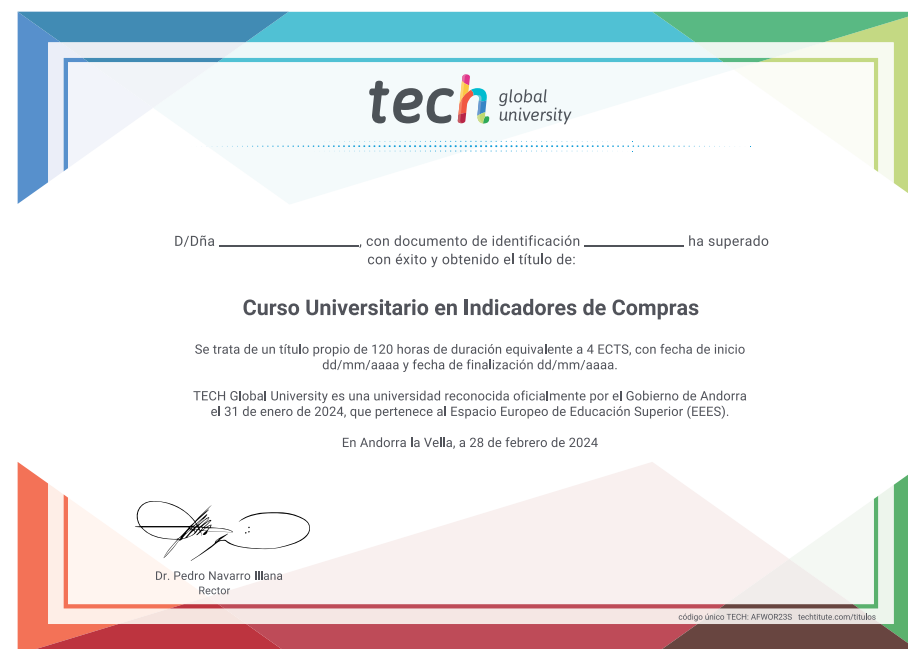 tech global university
D/Dña ____________________, con documento de identificación ______________ ha superado
con éxito y obtenido el título de:
Curso Universitario en Indicadores de Compras
Se trata de un título propio de 120 horas de duración equivalente a 4 ECTS, con fecha de inicio
dd/mm/aaaa y fecha de finalización dd/mm/aaaa.
TECH Global University es una universidad reconocida oficialmente por el Gobierno de Andorra
el 31 de enero de 2024, que pertenece al Espacio Europeo de Educación Superior (EEES).
En Andorra la Vella, a 28 de febrero de 2024
Dr. Pedro Navarro Illana
Rector
código único TECH: AFWOR23S techtitute.com/titulos